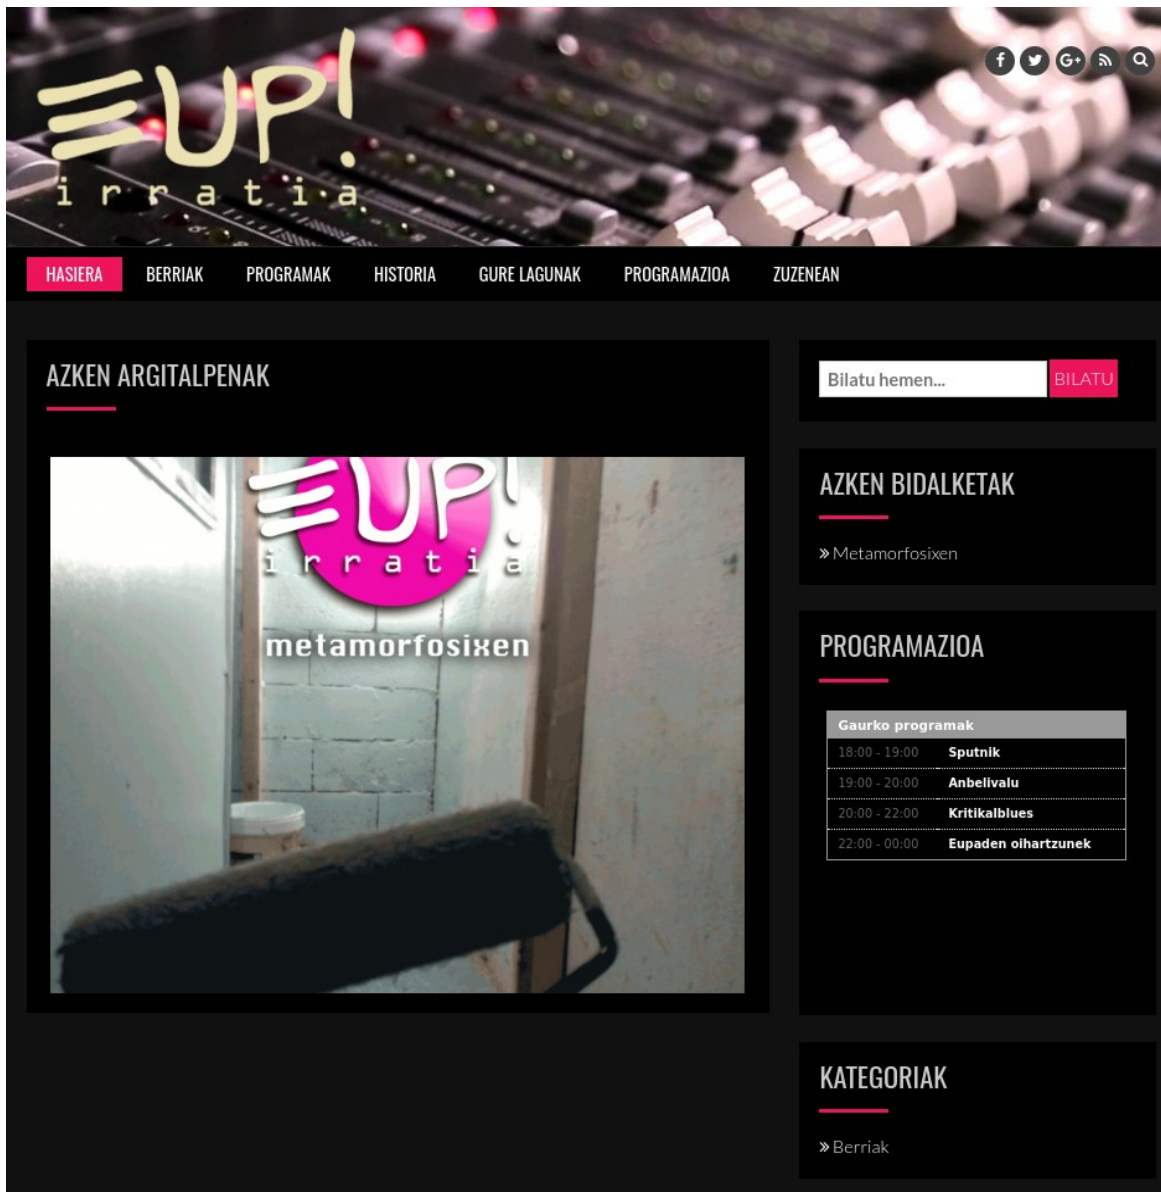 EUP!
irratia
HASIERA BERRIAK PROGRAMAK HISTORIA GURE LAGUNAK PROGRAMAZIOA ZUZENEAN
AZKEN ARGITALPENAK
EUP!
irratia
metamorfosixen
Bilatu hemen... BILATU
AZKEN BIDALKETAK
» Metamorfosixen
PROGRAMAZIOA
Gaurko programak
18:00 - 19:00 Sputnik
19:00 - 20:00 Anbelivalu
20:00 - 22:00 Kritikalblues
22:00 - 00:00 Eupaden oihartzunek
KATEGORIAK
» Berriak